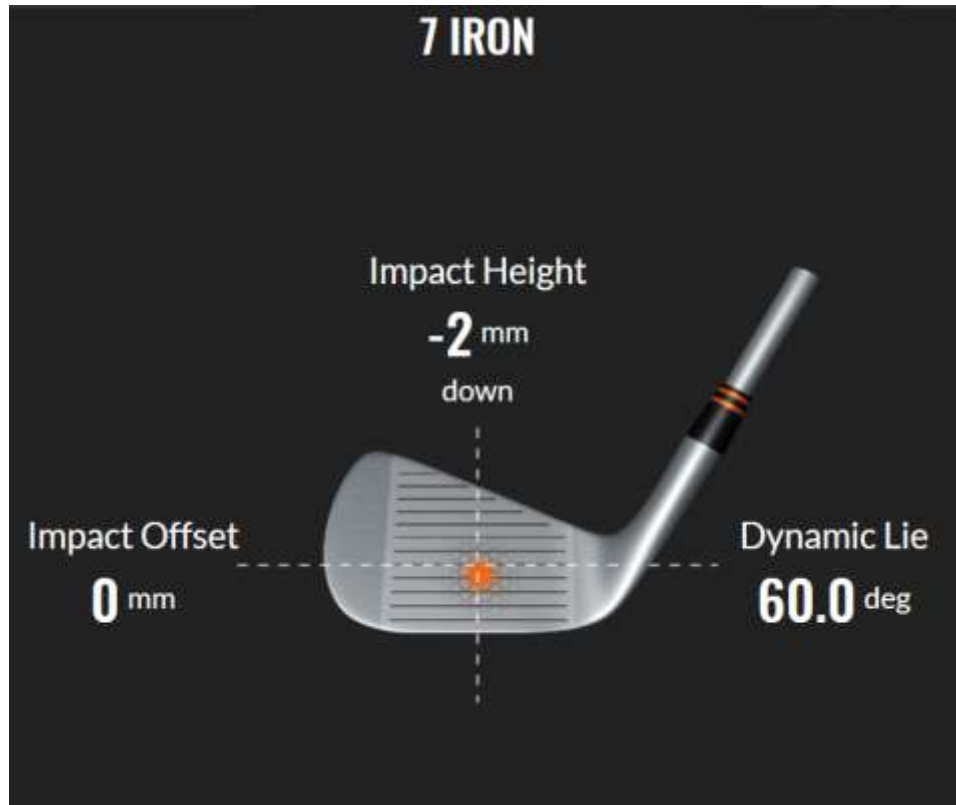 7 IRON
Impact Height
-2 mm
down
Impact Offset
0 mm
Dynamic Lie
60.0 deg